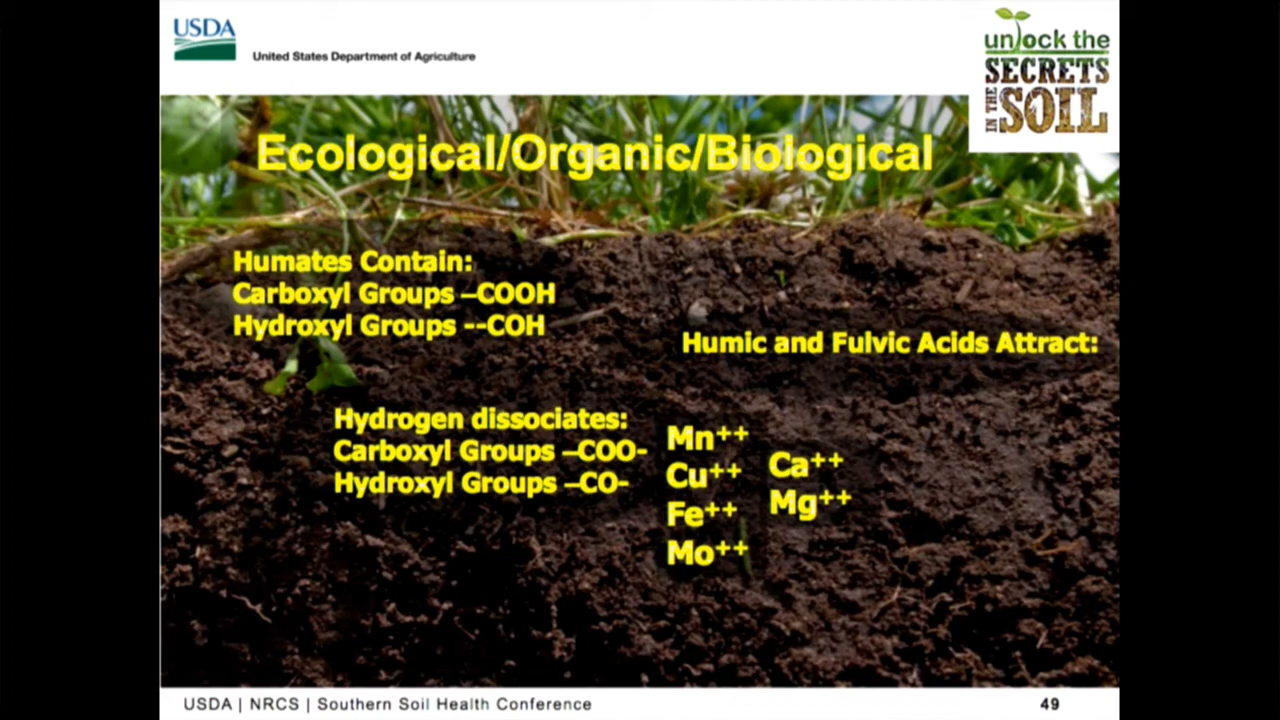 USDA
United States Department of Agriculture
unlock the
SECRETS
IN THE
SOIL
Ecological/Organic/Biological
Humates Contain:
Carboxyl Groups –COOH
Hydroxyl Groups --COH
Humic and Fulvic Acids Attract:
Hydrogen dissociates:
Carboxyl Groups –COO-
Hydroxyl Groups –CO-
Mn++
Cu++
Fe++
Mo++
Ca++
Mg++
USDA | NRCS | Southern Soil Health Conference
49